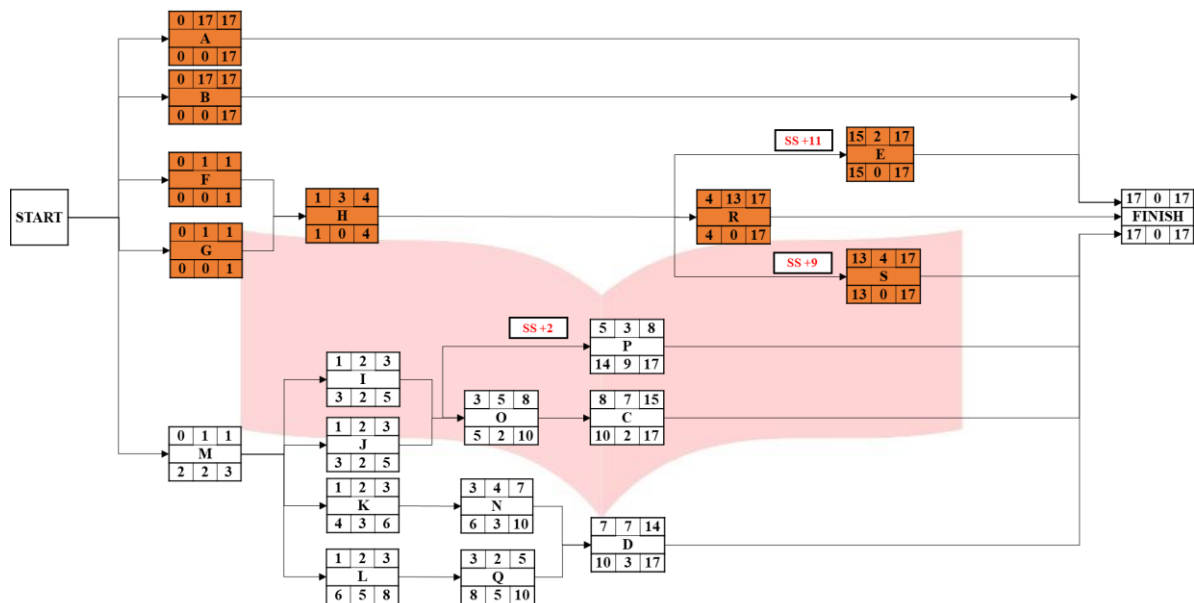 0 17 17
A
0 0 17
0 17 17
B
0 0 17
SS +11
15 2 17
E
15 0 17
0 1 1
F
0 0 1
START
1 3 4
H
1 0 4
4 13 17
R
4 0 17
17 0 17
FINISH
17 0 17
0 1 1
G
0 0 1
SS +9
13 4 17
S
13 0 17
SS +2
5 3 8
P
14 9 17
1 2 3
I
3 2 5
3 5 8
O
5 2 10
8 7 15
C
10 2 17
1 2 3
J
3 2 5
0 1 1
M
2 2 3
1 2 3
K
4 3 6
3 4 7
N
6 3 10
7 7 14
D
10 3 17
1 2 3
L
6 5 8
3 2 5
Q
8 5 10